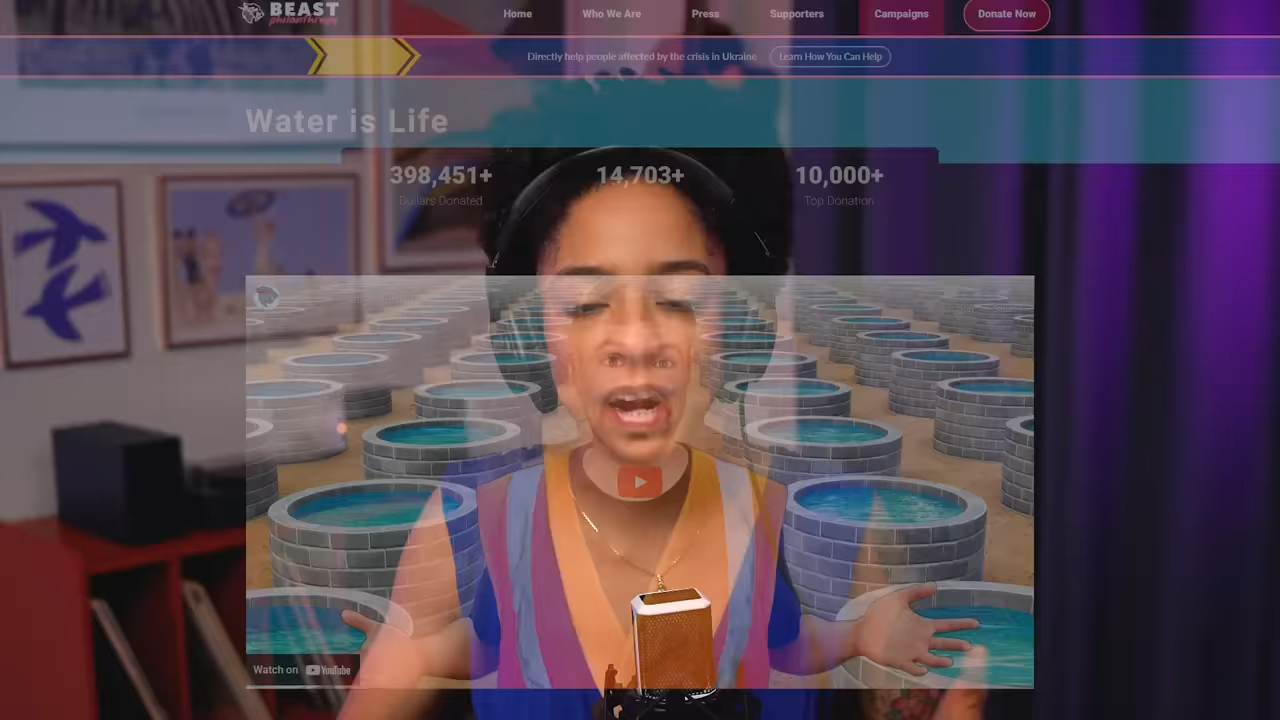 BEAST
philanthropy
Home
Who We Are
Press
Supporters
Campaigns
Donate Now
Directly help people affected by the crisis in Ukraine
Learn How You Can Help
Water is Life
398,451+
14,703+
10,000+
Dollars Donated
Top Donation
Watch on
YouTube